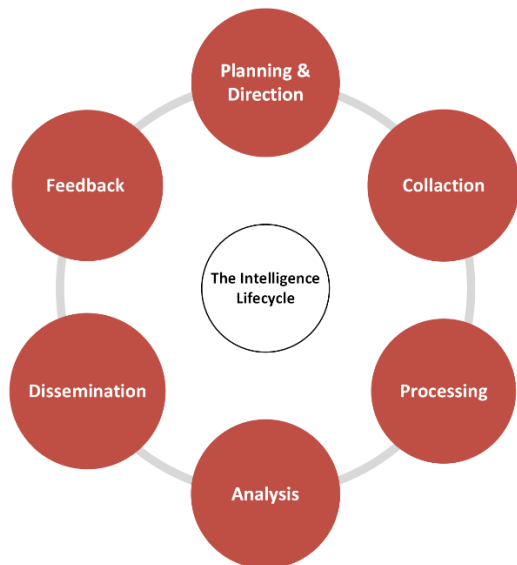 Planning &
Direction
Feedback
Collaction
The Intelligence
Lifecycle
Dissemination
Processing
Analysis